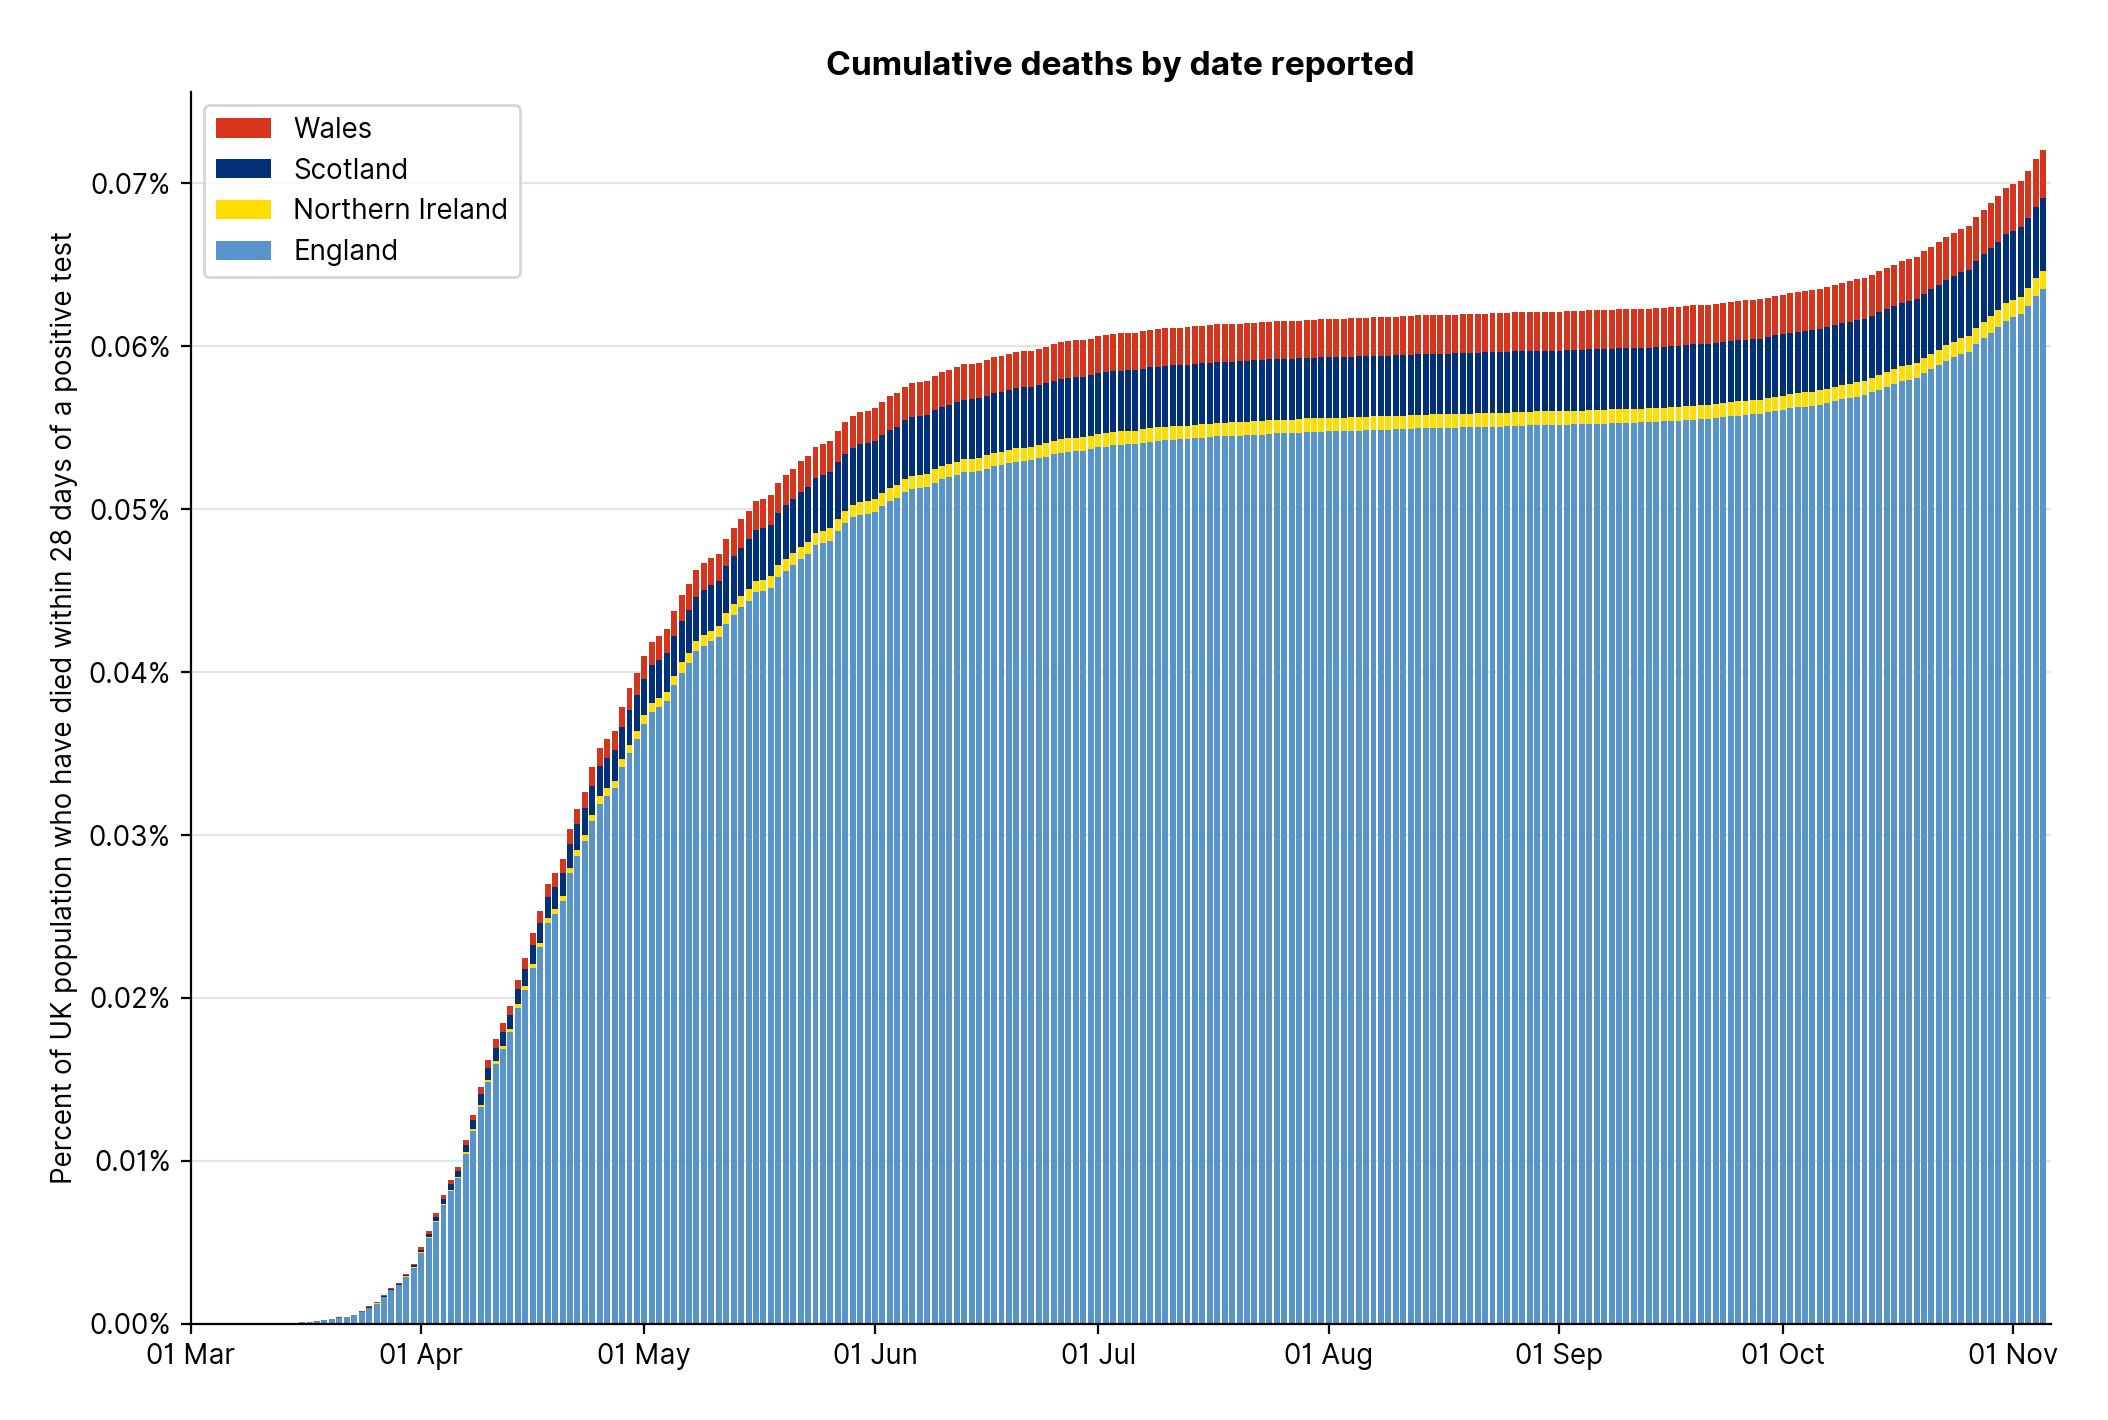 Cumulative deaths by date reported
Wales
Scotland
Northern Ireland
England
Percent of UK population who have died within 28 days of a positive test
0.07%
0.06%
0.05%
0.04%
0.03%
0.02%
0.01%
0.00%
01 Mar 01 Apr 01 May 01 Jun 01 Jul 01 Aug 01 Sep 01 Oct 01 Nov